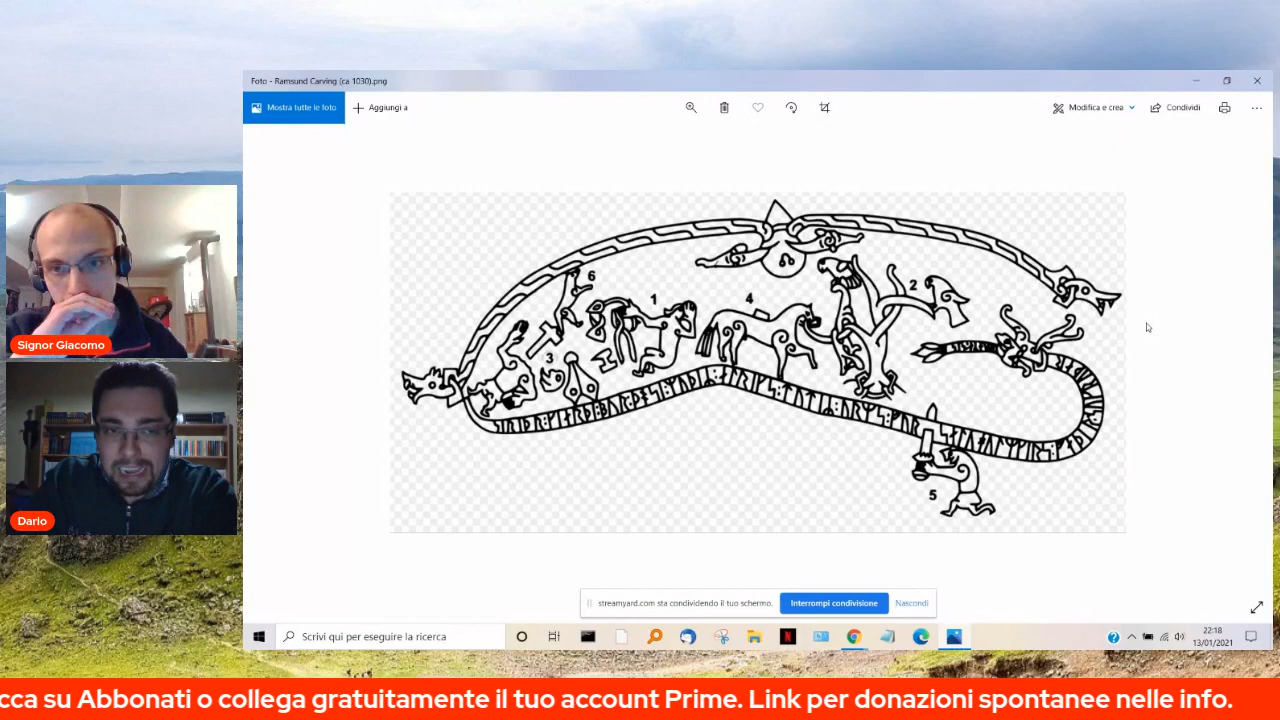 Foto - Ramsund Carving (ca 1030).png
Mostra tutte le foto
Aggiungi a
Modifica e crea
Condividi
6
1
4
2
3
5
Signor Giacomo
Dario
streamyard.com sta condividendo il tuo schermo.
Interrompi condivisione
Nascondi
Scrivi qui per eseguire la ricerca
22:18
13/01/2021
cca su Abbonati o collega gratuitamente il tuo account Prime. Link per donazioni spontanee nelle info.